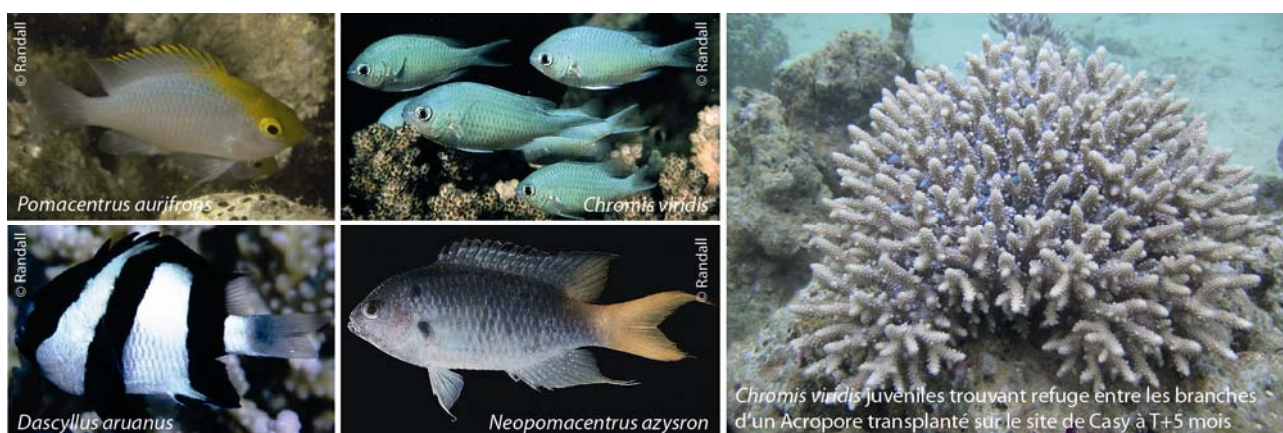 © Randall
Pomacentrus aurifrons
© Randall
Chromis viridis
© Randall
Dascyllus aruanus
© Randall
Neopomacentrus azysron
Chromis viridis juvéniles trouvant refuge entre les branches
d'un Acropore transplanté sur le site de Casy à T+5 mois